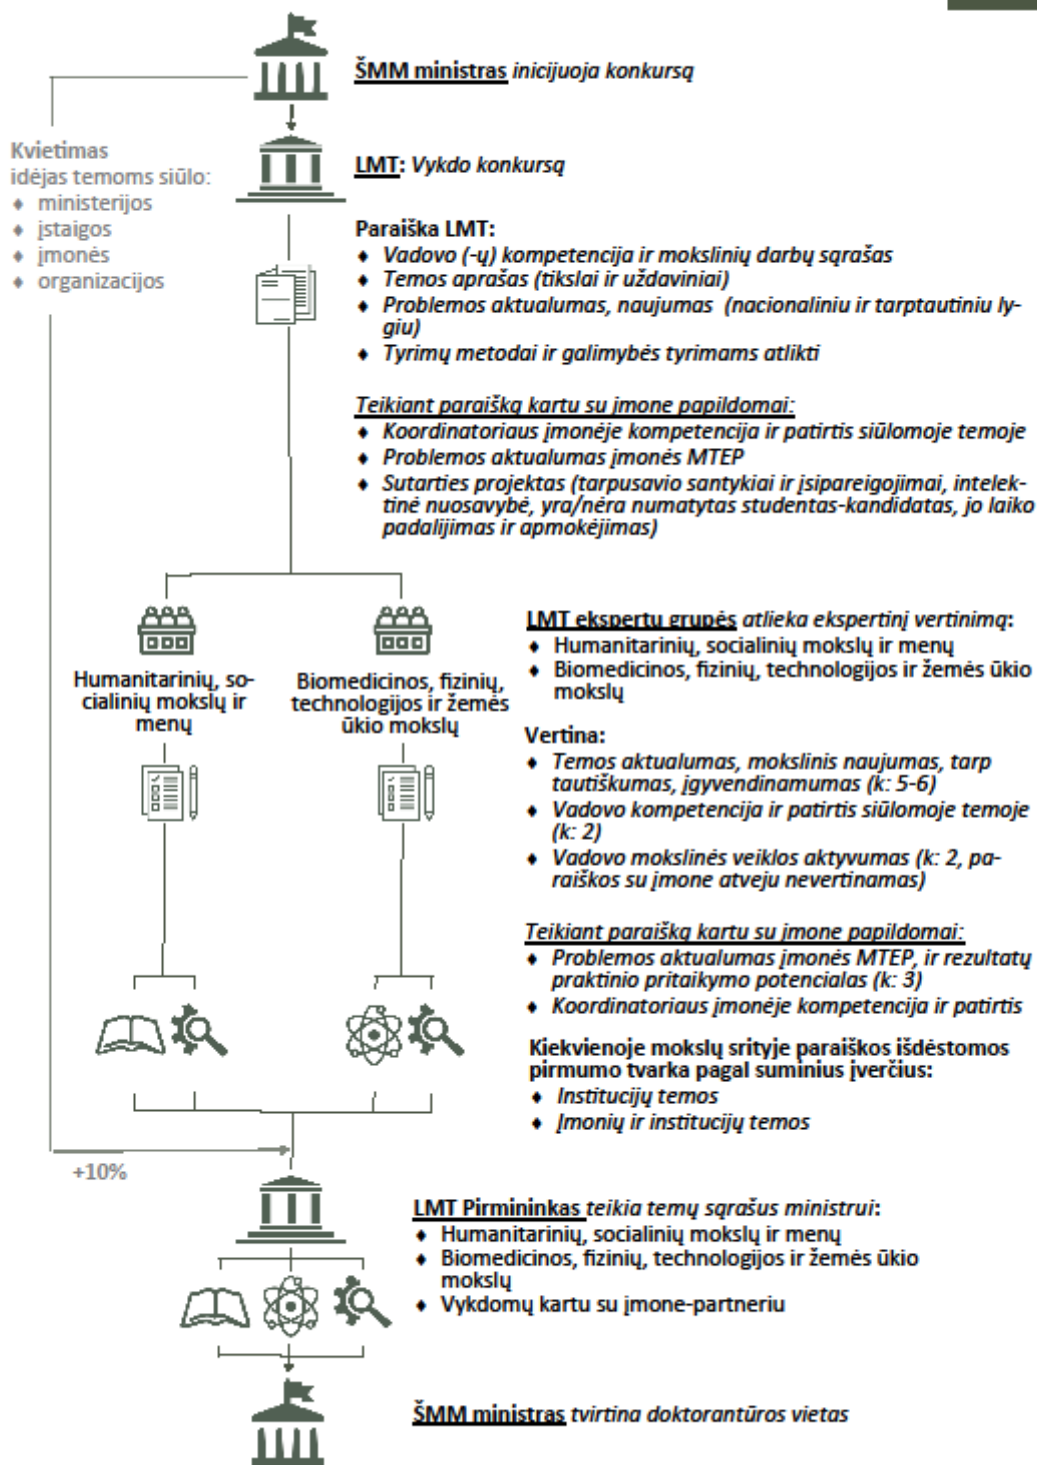 ŠMM ministras inicijuoja konkursą
Kvietimas
idėjas temoms siūlo:
♦ ministerijos
♦ įstaigos
♦ įmonės
♦ organizacijos
LMT: Vykdo konkursą
Paraiška LMT:
♦ Vadovo (-ų) kompetencija ir mokslinių darbų sąrašas
♦ Temos aprašas (tikslai ir uždaviniai)
♦ Problemos aktualumas, naujumas (nacionaliniu ir tarptautiniu ly-
giu)
♦ Tyrimų metodai ir galimybės tyrimams atlikti
Teikiant paraišką kartu su įmone papildomai:
♦ Koordinatoriaus įmonėje kompetencija ir patirtis siūlomoje temoje
♦ Problemos aktualumas įmonės MTEP
♦ Sutarties projektas (tarpusavio santykiai ir įsipareigojimai, intelek-
tinė nuosavybė, yra/nėra numatytas studentas-kandidatas, jo laiko
padalijimas ir apmokėjimas)
Humanitarinių, so-
cialinių mokslų ir
menų
Biomedicinos, fizinių,
technologijos ir žemės
ūkio mokslų
LMT ekspertų grupės atlieka ekspertinį vertinimą:
♦ Humanitarinių, socialinių mokslų ir menų
♦ Biomedicinos, fizinių, technologijos ir žemės ūkio
mokslų
Vertina:
♦ Temos aktualumas, mokslinis naujumas, tarp
tautiškumas, įgyvendinamumas (k: 5-6)
♦ Vadovo kompetencija ir patirtis siūlomoje temoje
(k: 2)
♦ Vadovo mokslinės veiklos aktyvumas (k: 2, pa-
raiškos su įmone atveju nevertinamas)
Teikiant paraišką kartu su įmone papildomai:
♦ Problemos aktualumas įmonės MTEP, ir rezultatų
praktinio pritaikymo potencialas (k: 3)
♦ Koordinatoriaus įmonėje kompetencija ir patirtis
Kiekvienoje mokslų srityje paraiškos išdėstomos
pirmumo tvarka pagal suminius įverčius:
♦ Institucijų temos
♦ Įmonių ir institucijų temos
+10%
LMT Pirmininkas teikia temų sąrašus ministrui:
♦ Humanitarinių, socialinių mokslų ir menų
♦ Biomedicinos, fizinių, technologijos ir žemės ūkio
mokslų
♦ Vykdomų kartu su įmone-partneriu
ŠMM ministras tvirtina doktorantūros vietas